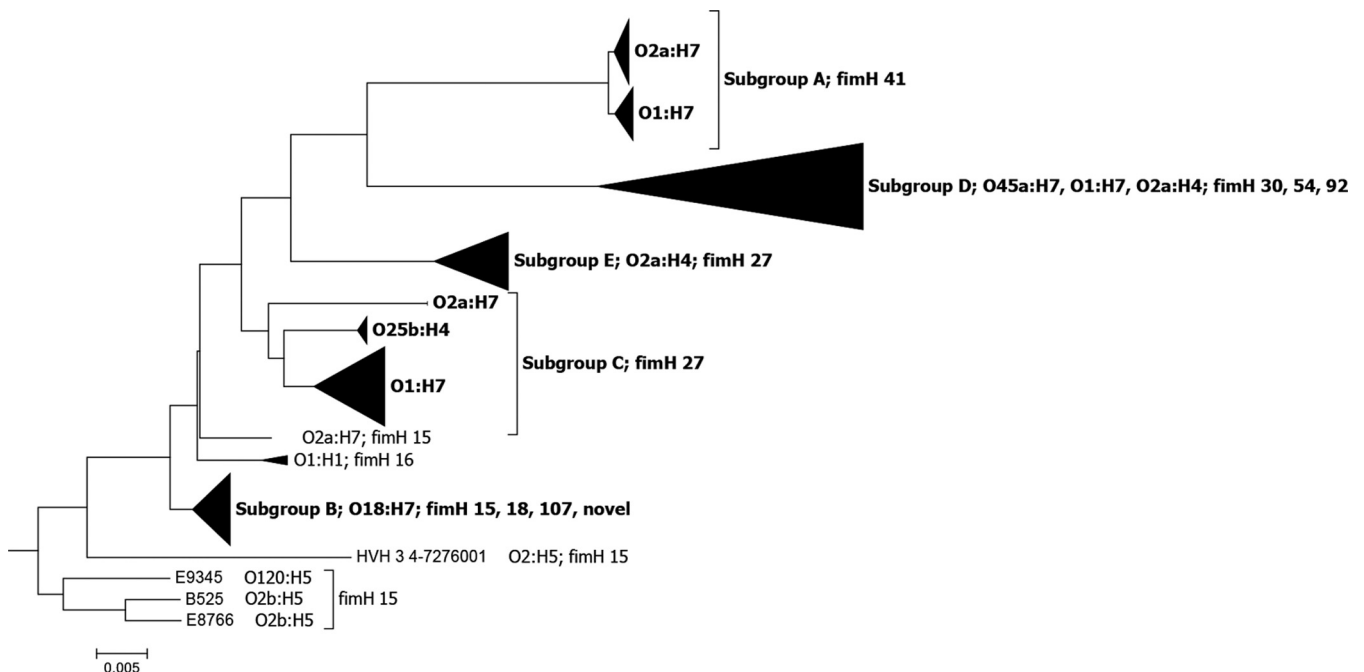 O2a:H7
Subgroup A; fimH 41
O1:H7
Subgroup D; O45a:H7, O1:H7, O2a:H4; fimH 30, 54, 92
Subgroup E; O2a:H4; fimH 27
O2a:H7
O25b:H4
Subgroup C; fimH 27
O1:H7
O2a:H7; fimH 15
O1:H1; fimH 16
Subgroup B; O18:H7; fimH 15, 18, 107, novel
HVH 3 4-7276001 O2:H5; fimH 15
E9345 O120:H5
B525 O2b:H5 fimH 15
E8766 O2b:H5
0.005